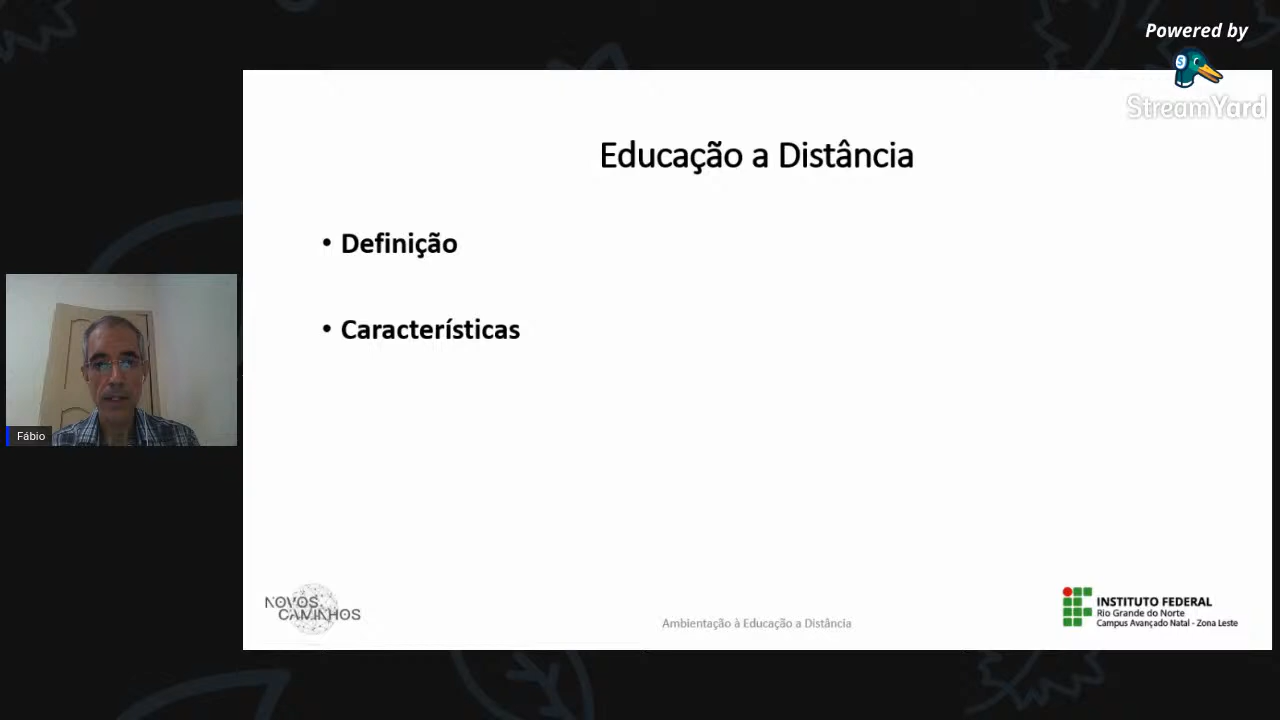 Powered by
StreamYard
Educação a Distância
• Definição
• Características
Fábio
NOVOS
CAMINHOS
Ambientação à Educação a Distância
INSTITUTO FEDERAL
Rio Grande do Norte
Campus Avançado Natal - Zona Leste